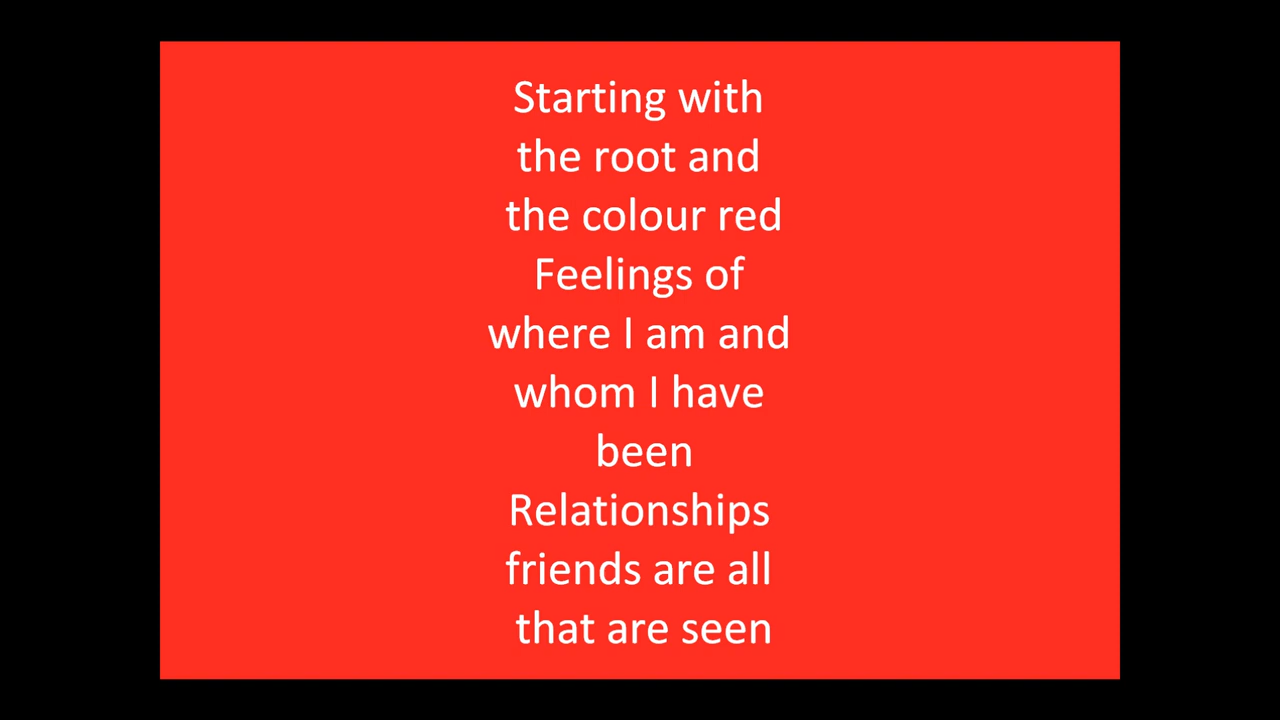 Starting with
the root and
the colour red
Feelings of
where I am and
whom I have
been
Relationships
friends are all
that are seen